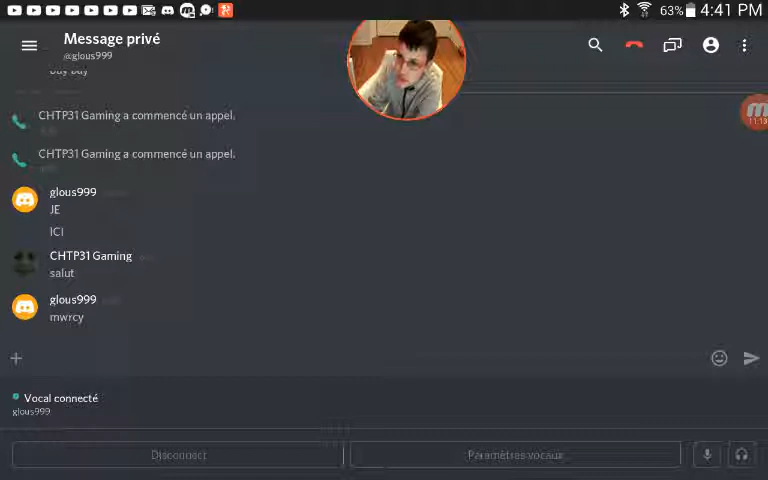 63% 4:41 PM
Message privé
@glous999
CHTP31 Gaming a commencé un appel.
CHTP31 Gaming a commencé un appel.
glous999
JE
ICI
CHTP31 Gaming
salut
glous999
mwrcy
Vocal connecté
glous999
Disconnect
Paramètres vocaux